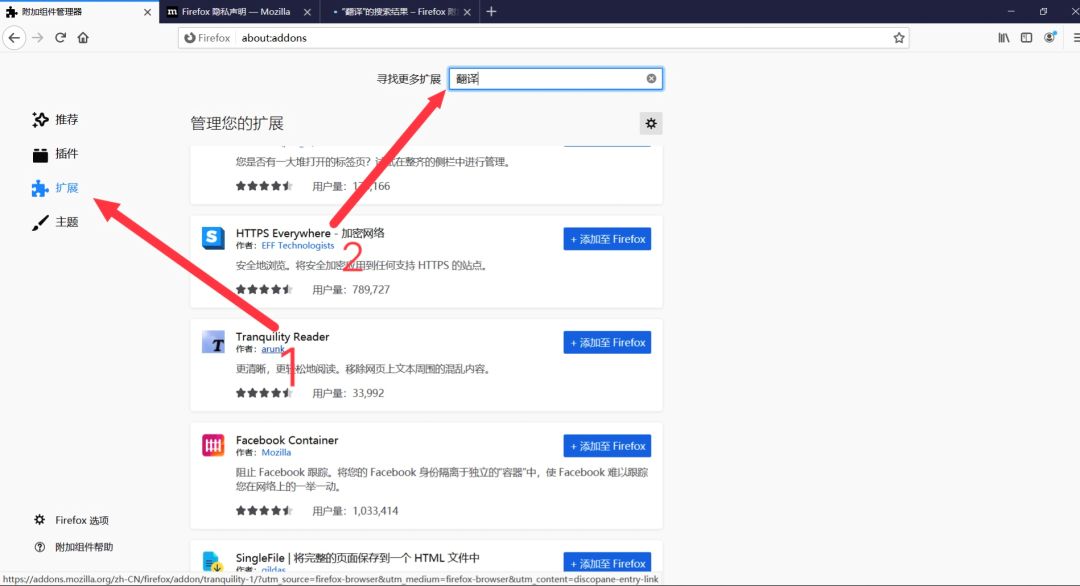 附加组件管理器
Firefox 隐私声明 — Mozilla
"翻译"的搜索结果 – Firefox 附
Firefox
about:addons
寻找更多扩展
翻译
推荐
插件
扩展
主题
管理您的扩展
您是否有一大堆打开的标签页?试试在整齐的侧栏中进行管理。
用户量:
HTTPS Everywhere - 加密网络
作者: EFF Technologists
+ 添加至 Firefox
安全地浏览。将安全加密应用到任何支持 HTTPS 的站点。
用户量: 789,727
2
Tranquility Reader
作者: arunk
+ 添加至 Firefox
更清晰,更轻松地阅读。移除网页上文本周围的混乱内容。
用户量: 33,992
1
Facebook Container
作者: Mozilla
+ 添加至 Firefox
阻止 Facebook 跟踪。将您的 Facebook 身份隔离于独立的"容器"中,使 Facebook 难以跟踪
您在网络上的一举一动。
用户量: 1,033,414
SingleFile | 将完整的页面保存到一个 HTML 文件中
作者: gildas
+ 添加至 Firefox
Firefox 选项
附加组件帮助
https://addons.mozilla.org/zh-CN/firefox/addon/tranquility-1/?utm_source=firefox-browser&utm_medium=firefox-browser&utm_content=discopane-entry-link